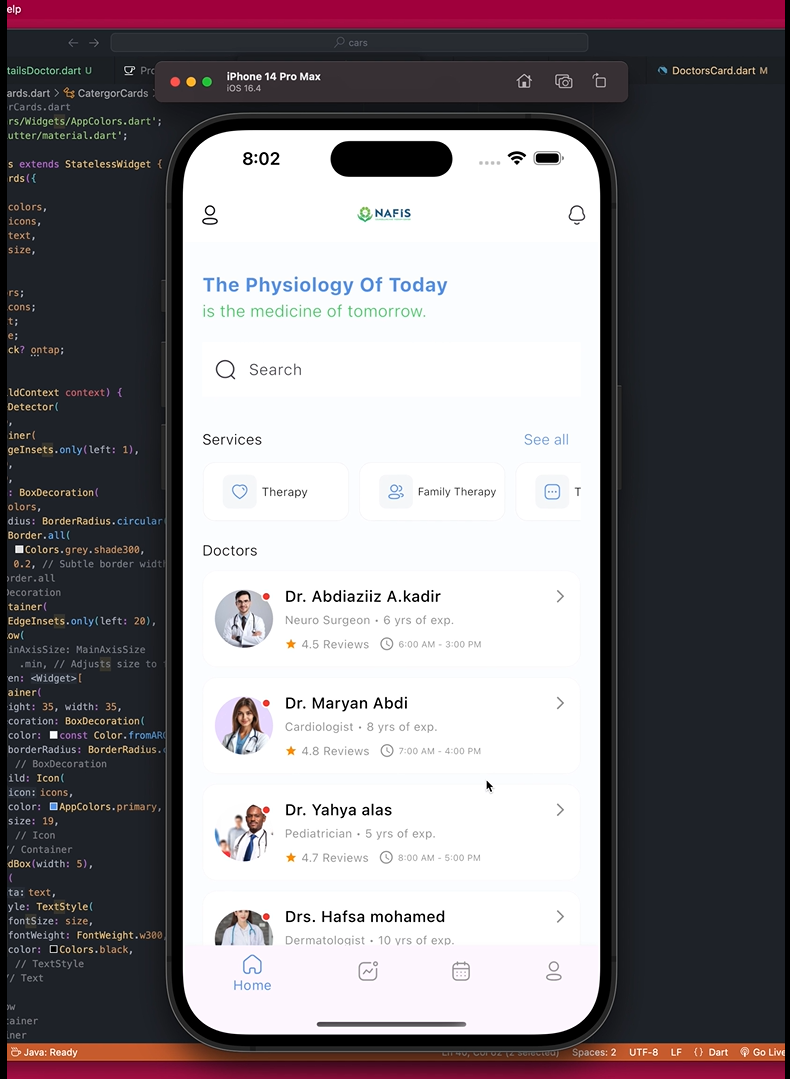 elp
cars
tailsDoctor.dart U
Pro
DoctorsCard.dart M
iPhone 14 Pro Max
iOS 16.4
ards.dart > CatergorCards
rCards.dart
rs/Widgets/AppColors.dart';
utter/material.dart';
s extends StatelessWidget {
rds({
colors,
icons,
text,
size,
rs;
cons;
t;
e;
ck? ontap;
ldContext context) {
Detector(
,
iner(
geInsets.only(left: 1),
,
,
: BoxDecoration(
olors,
dius: BorderRadius.circular
Border.all(
Colors.grey.shade300,
0.2, // Subtle border widt
order.all
Decoration
tainer(
EdgeInsets.only(left: 20),
ow(
ainAxisSize: MainAxisSize
.min, // Adjusts size to
en: <Widget>[
ainer(
ight: 35, width: 35,
coration: BoxDecoration(
color: const Color.fromAR
borderRadius: BorderRadius.
// BoxDecoration
ild: Icon(
icon: icons,
color: AppColors.primary,
size: 19,
// Icon
// Container
dBox(width: 5),
(
ta: text,
yle: TextStyle(
fontSize: size,
fontWeight: FontWeight.w300,
color: Colors.black,
// TextStyle
// Text
ow
tainer
iner
8:02
NAFIS
The Physiology Of Today
is the medicine of tomorrow.
Search
Services
See all
Therapy
Family Therapy
T
Doctors
Dr. Abdiaziiz A.kadir
Neuro Surgeon • 6 yrs of exp.
4.5 Reviews 6:00 AM - 3:00 PM
Dr. Maryan Abdi
Cardiologist • 8 yrs of exp.
4.8 Reviews 7:00 AM - 4:00 PM
Dr. Yahya alas
Pediatrician • 5 yrs of exp.
4.7 Reviews 8:00 AM - 5:00 PM
Drs. Hafsa mohamed
Dermatologist • 10 yrs of exp.
Home
Java: Ready
Spaces: 2 UTF-8 LF {} Dart Go Live